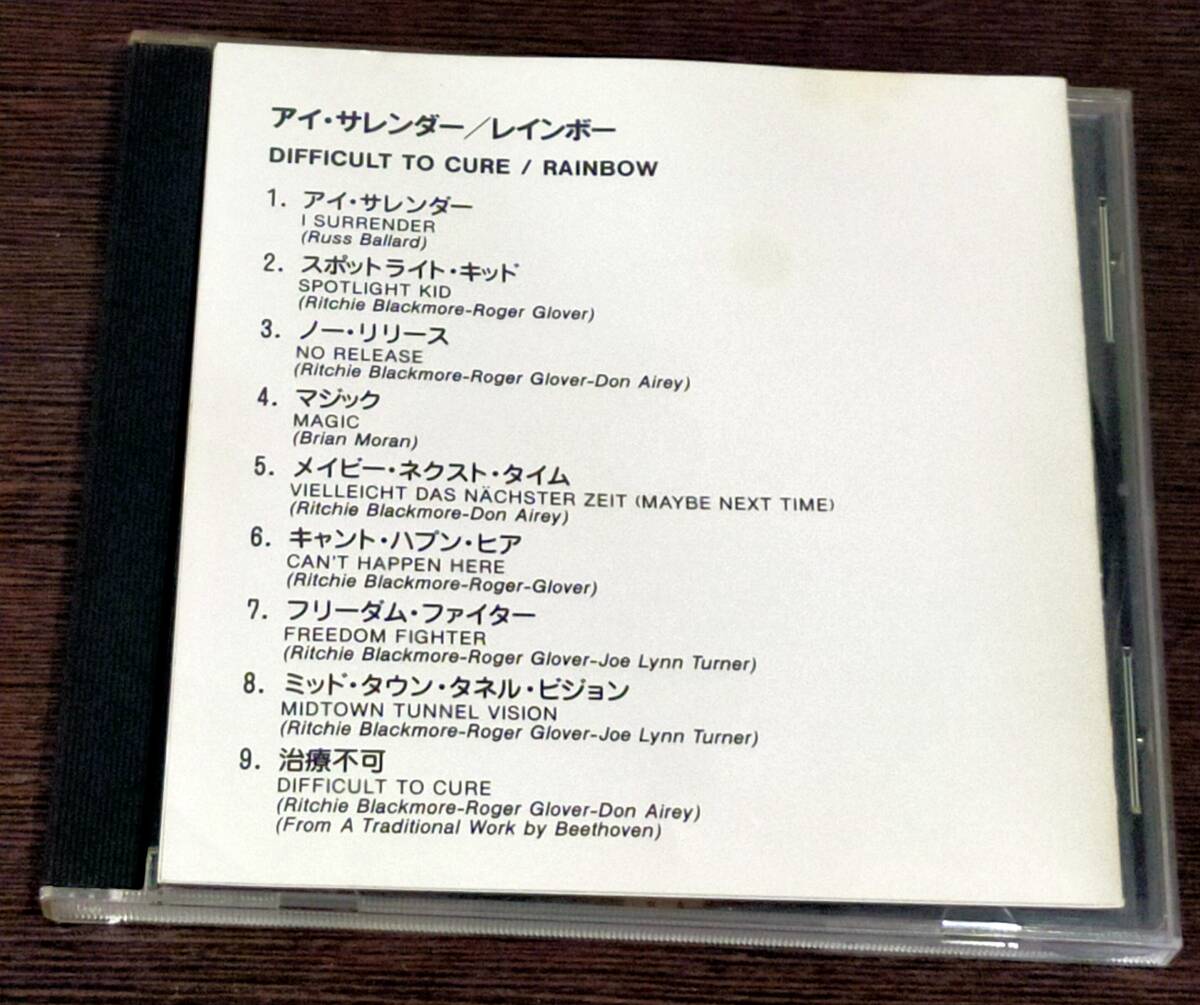 アイ・サレンダー／レインボー
DIFFICULT TO CURE / RAINBOW
1. アイ・サレンダー
I SURRENDER
(Russ Ballard)
2. スポットライト・キッド
SPOTLIGHT KID
(Ritchie Blackmore-Roger Glover)
3. ノー・リリース
NO RELEASE
(Ritchie Blackmore-Roger Glover-Don Airey)
4. マジック
MAGIC
(Brian Moran)
5. メイビー・ネクスト・タイム
VIELLEICHT DAS NÄCHSTER ZEIT (MAYBE NEXT TIME)
(Ritchie Blackmore-Don Airey)
6. キャント・ハプン・ヒア
CAN'T HAPPEN HERE
(Ritchie Blackmore-Roger-Glover)
7. フリーダム・ファイター
FREEDOM FIGHTER
(Ritchie Blackmore-Roger Glover-Joe Lynn Turner)
8. ミッド・タウン・タネル・ビジョン
MIDTOWN TUNNEL VISION
(Ritchie Blackmore-Roger Glover-Joe Lynn Turner)
9. 治療不可
DIFFICULT TO CURE
(Ritchie Blackmore-Roger Glover-Don Airey)
(From A Traditional Work by Beethoven)